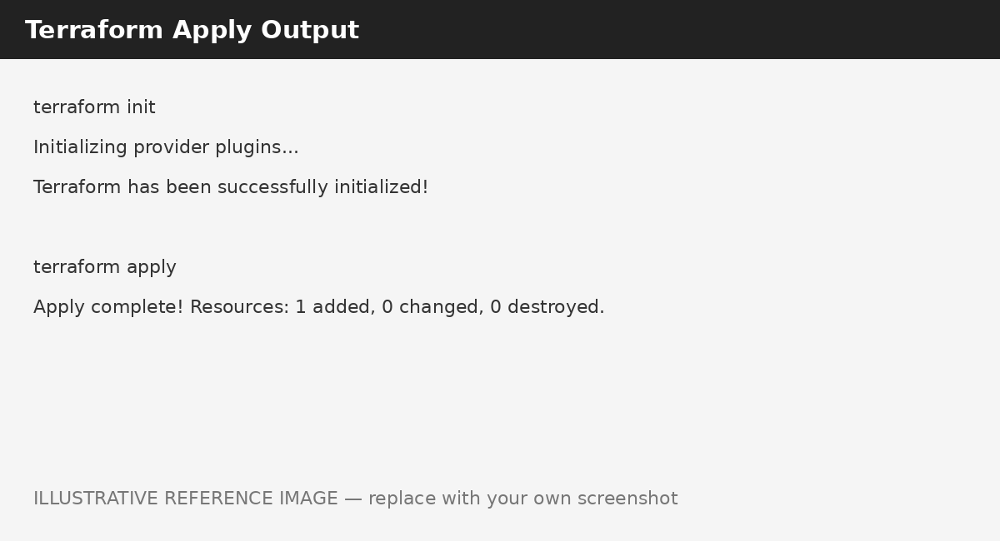 Terraform Apply Output
terraform init
Initializing provider plugins...
Terraform has been successfully initialized!
terraform apply
Apply complete! Resources: 1 added, 0 changed, 0 destroyed.
ILLUSTRATIVE REFERENCE IMAGE — replace with your own screenshot